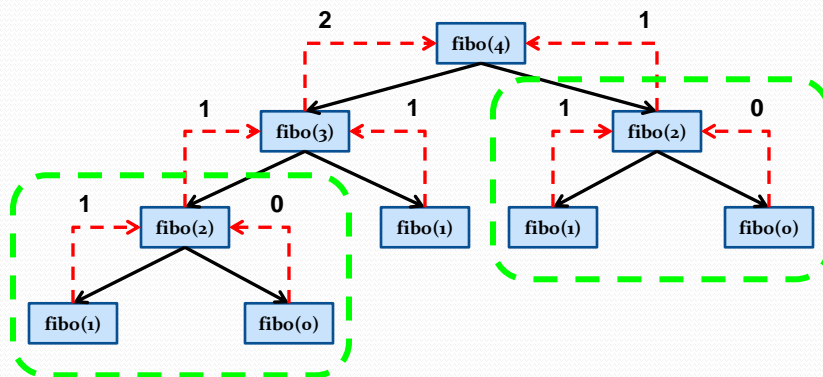 2 1
fibo(4)
1 1 1 0
fibo(3) fibo(2)
1 0
fibo(2) fibo(1) fibo(1) fibo(0)
fibo(1) fibo(0)